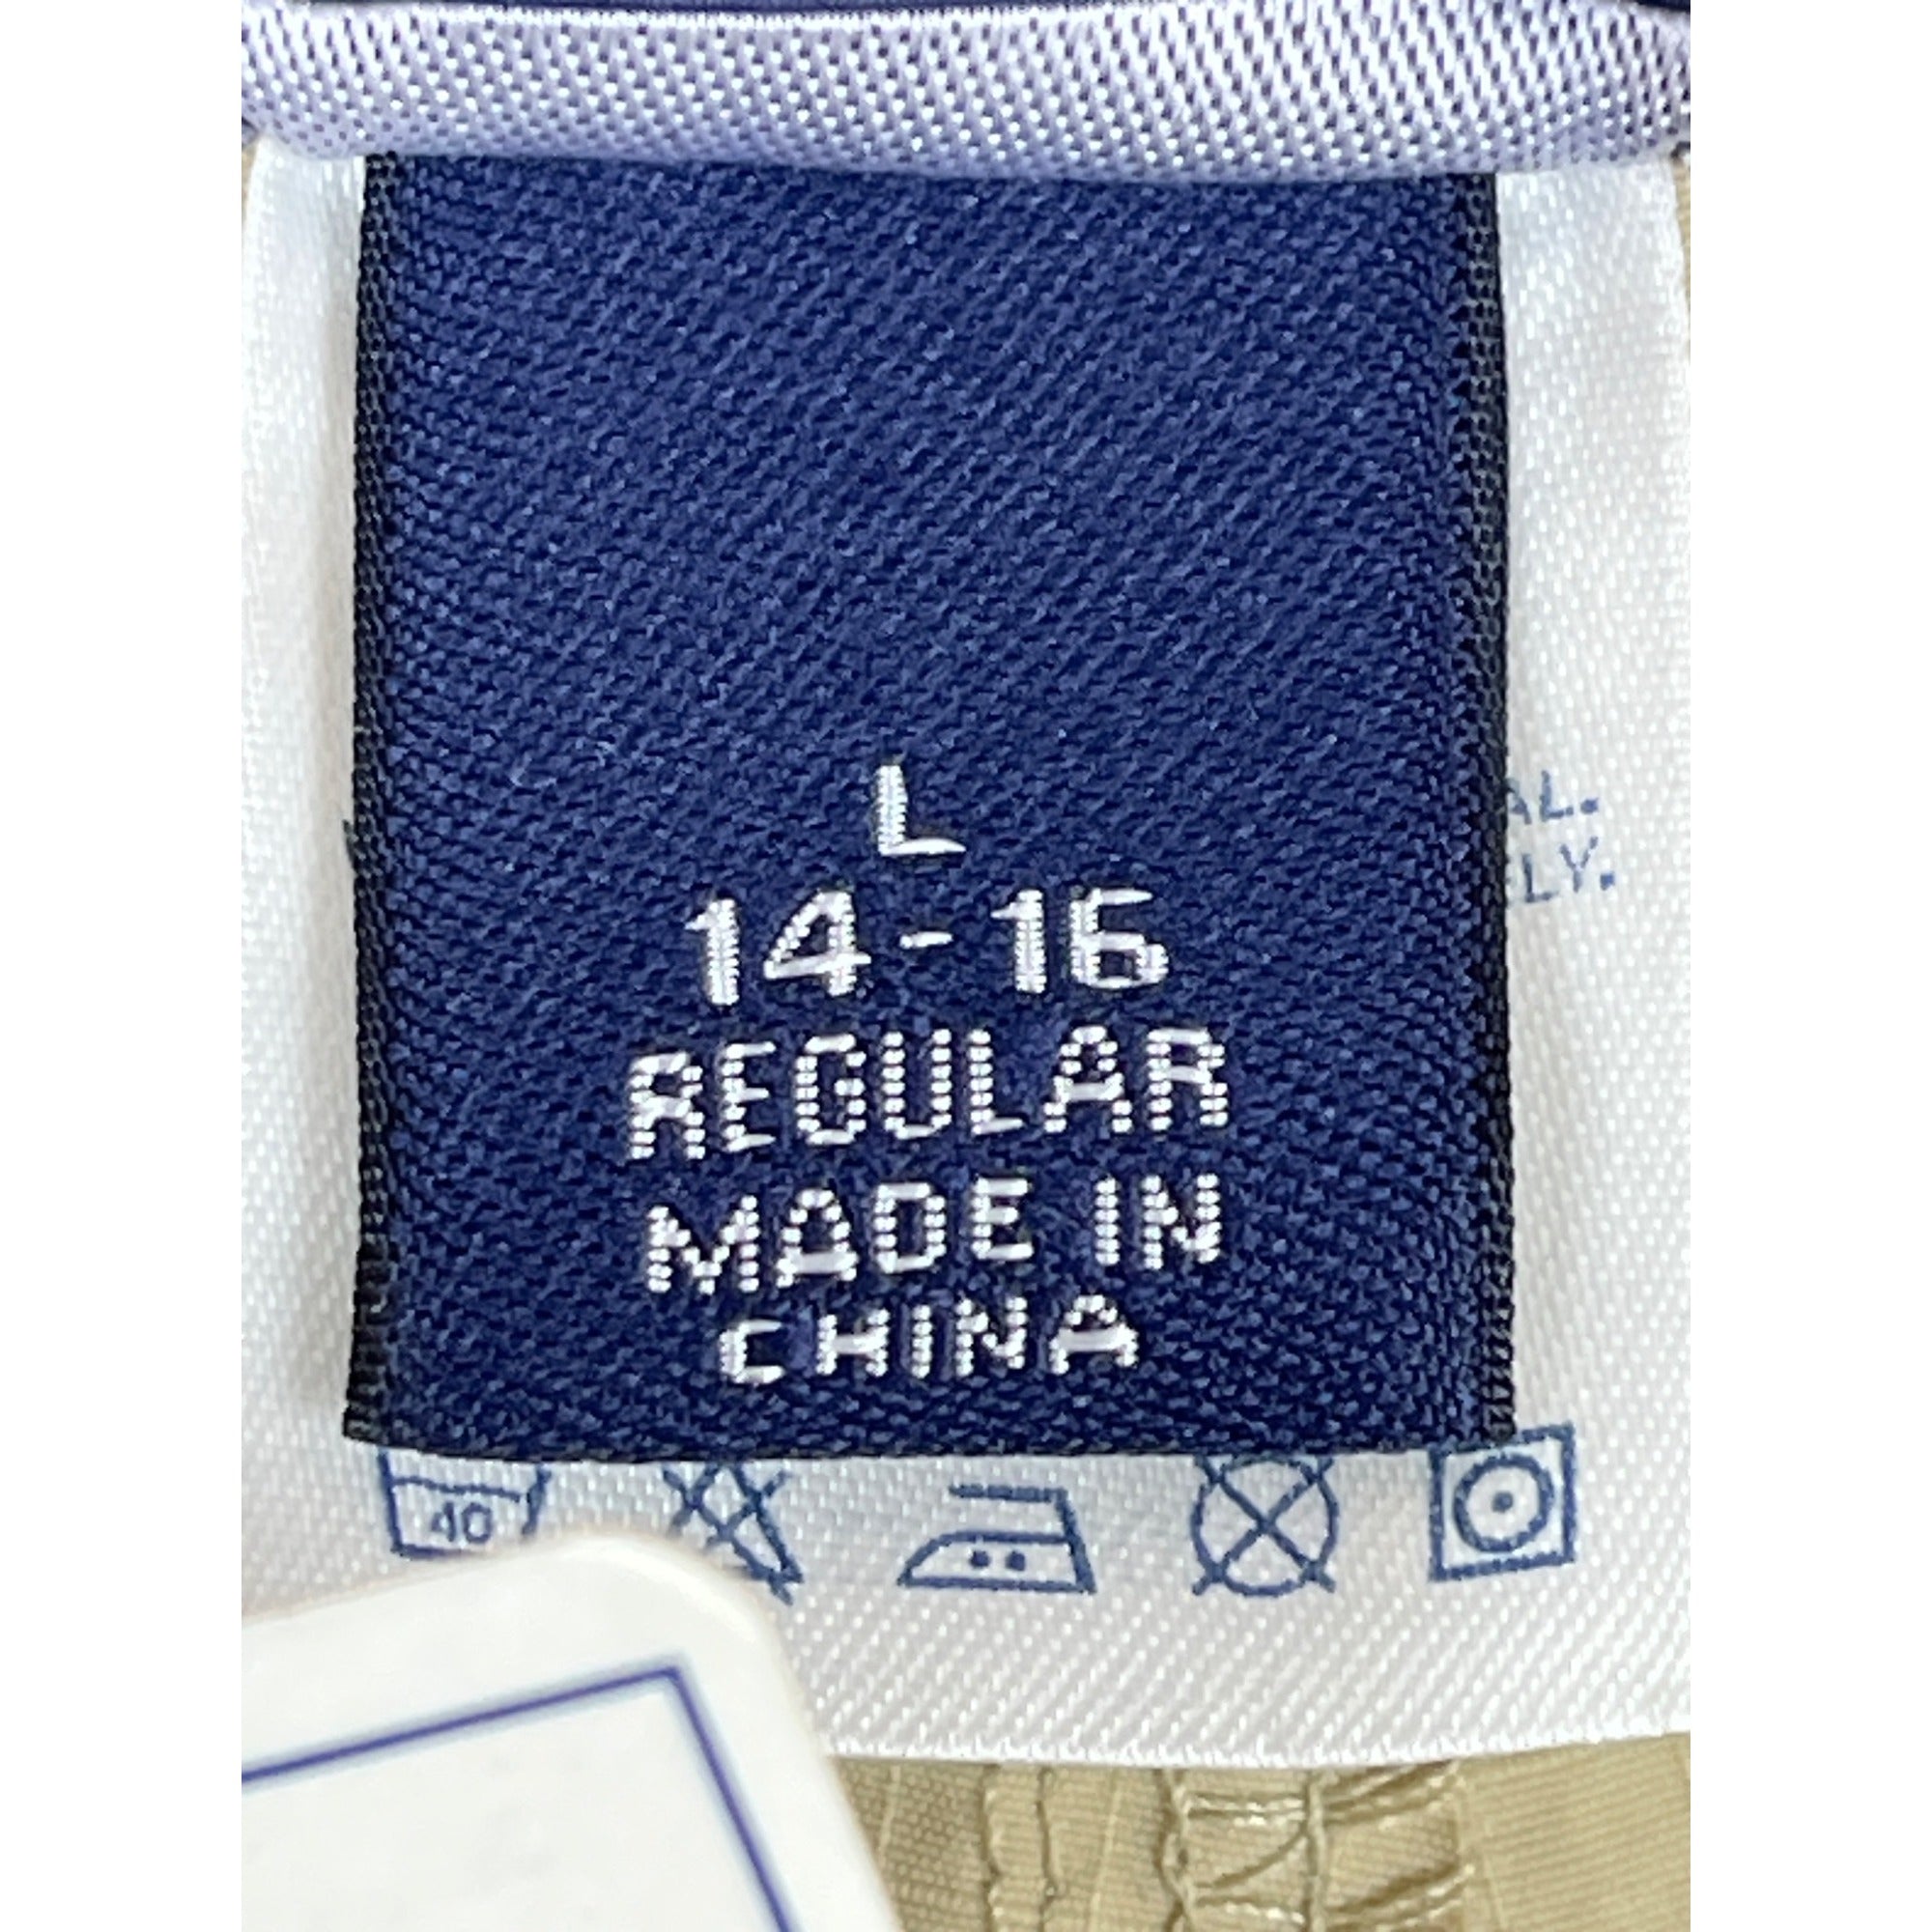 L
14-16
REGULAR
MADE IN
CHINA
40